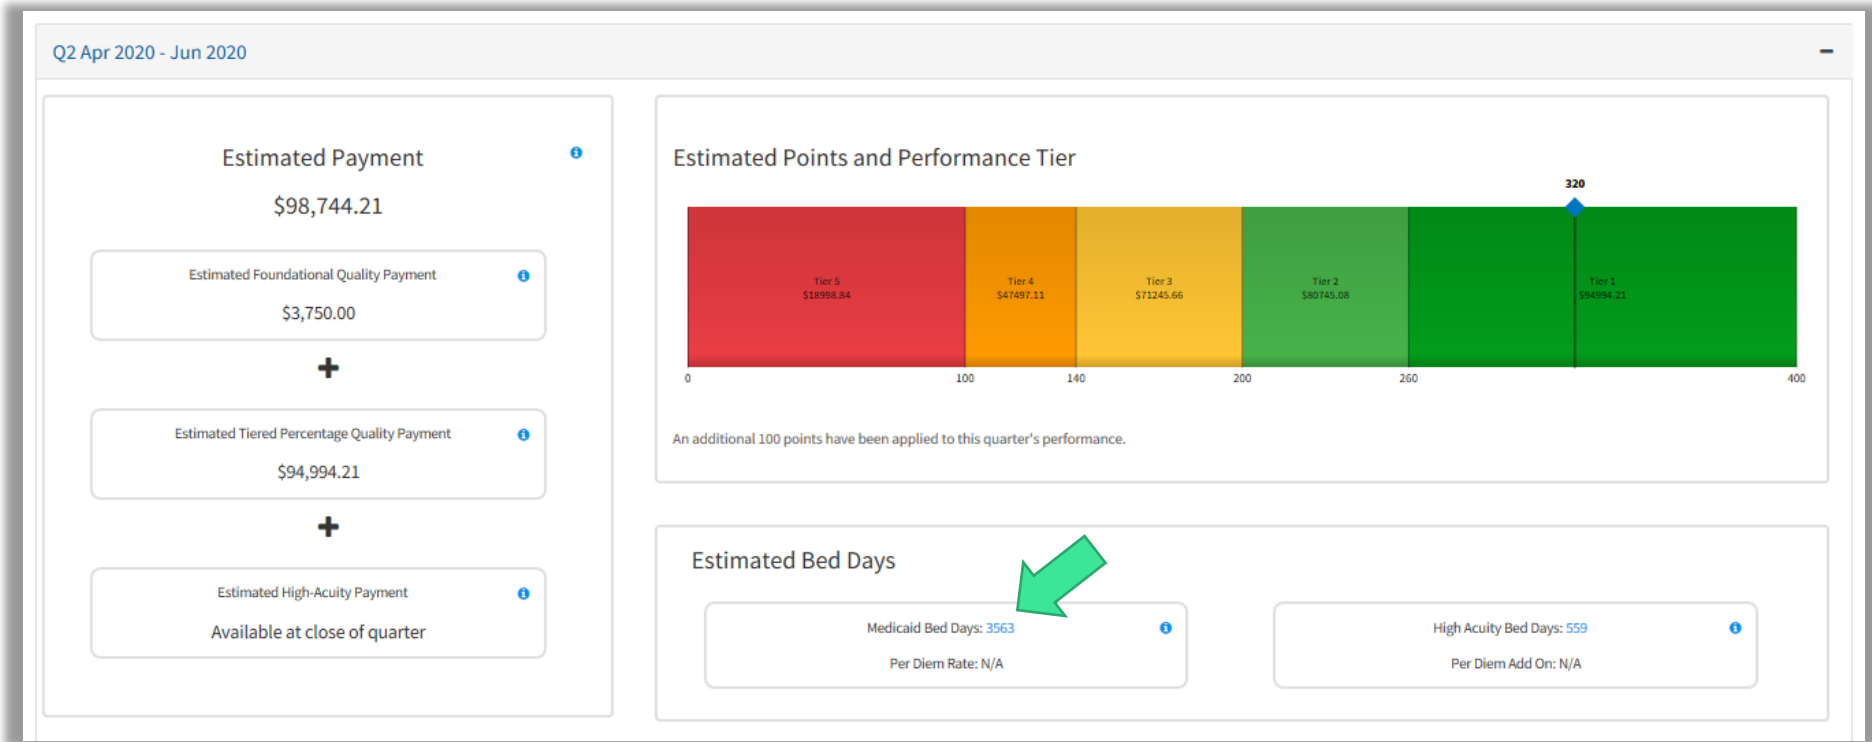 Q2 Apr 2020 - Jun 2020
Estimated Payment
$98,744.21
Estimated Foundational Quality Payment
$3,750.00
Estimated Tiered Percentage Quality Payment
$94,994.21
Estimated High-Acuity Payment
Available at close of quarter
Estimated Points and Performance Tier
320
Tier 5
$18998.84
Tier 4
$47497.11
Tier 3
$71245.66
Tier 2
$80745.08
Tier 1
$94994.21
0 100 140 200 260 400
An additional 100 points have been applied to this quarter's performance.
Estimated Bed Days
Medicaid Bed Days: 3563
Per Diem Rate: N/A
High Acuity Bed Days: 559
Per Diem Add On: N/A